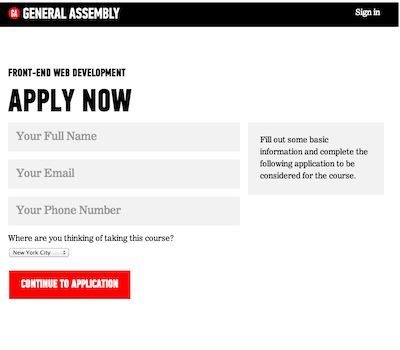 GA GENERAL ASSEMBLY
Sign in
FRONT-END WEB DEVELOPMENT
APPLY NOW
Your Full Name
Your Email
Your Phone Number
Where are you thinking of taking this course?
New York City
CONTINUE TO APPLICATION
Fill out some basic
information and complete the
following application to be
considered for the course.